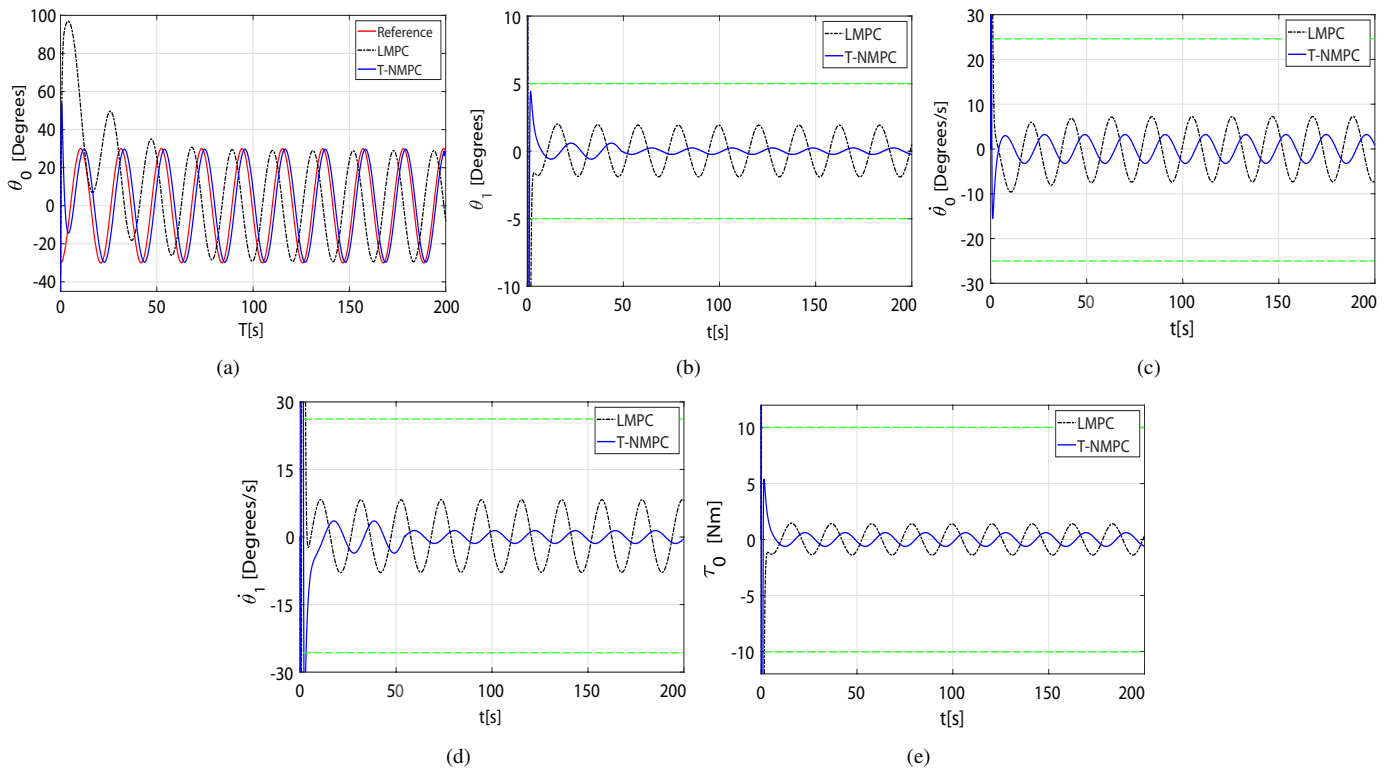 100
80
60
40
20
0
-20
-40
θ0 [Degrees]
Reference
LMPC
T-NMPC
0
50
100
150
200
T[s]
(a)
10
5
0
-5
-10
θ1 [Degrees]
LMPC
T-NMPC
0
50
100
150
200
t[s]
(b)
30
20
10
0
-10
-20
-30
θ̇0 [Degrees/s]
LMPC
T-NMPC
0
50
100
150
200
t[s]
(c)
30
15
0
-15
-30
θ̇1 [Degrees/s]
LMPC
T-NMPC
0
50
100
150
200
t[s]
(d)
10
5
0
-5
-10
τ0 [Nm]
LMPC
T-NMPC
0
50
100
150
200
t[s]
(e)